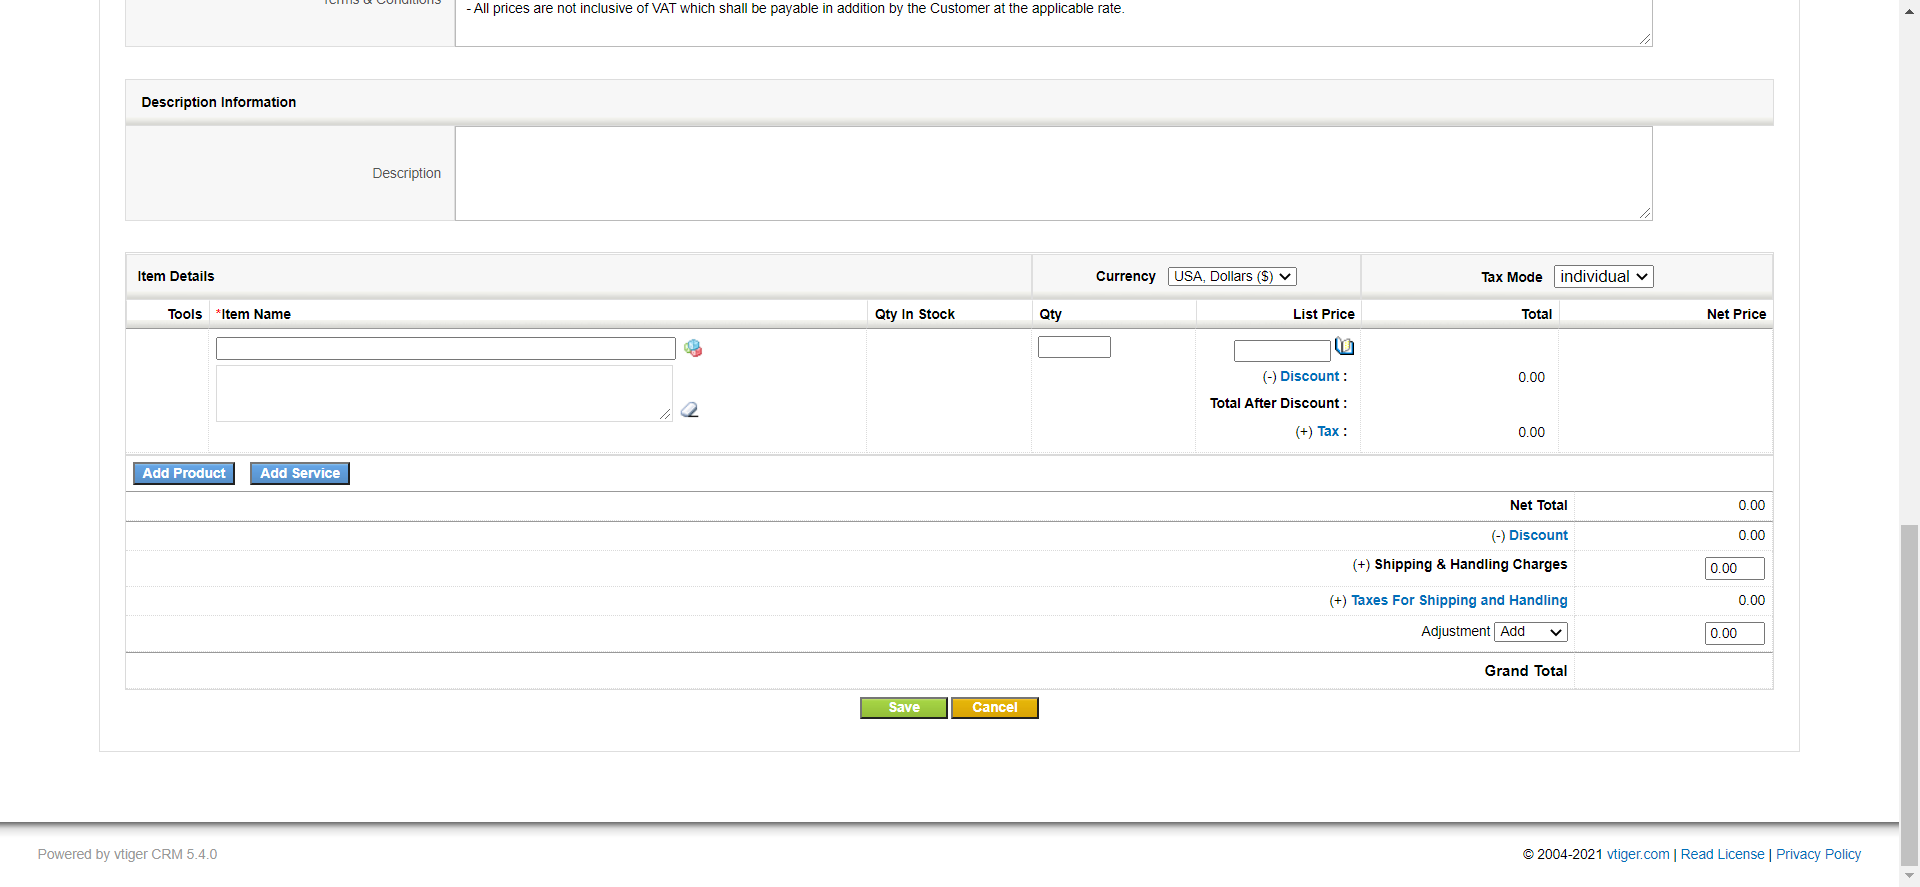 Terms & Conditions
- All prices are not inclusive of VAT which shall be payable in addition by the Customer at the applicable rate.
Description Information
Description
Item Details
Currency USA, Dollars ($)
Tax Mode individual
Tools *Item Name Qty In Stock Qty List Price Total Net Price
(-) Discount : 0.00
Total After Discount :
(+) Tax : 0.00
Add Product Add Service
Net Total 0.00
(-) Discount 0.00
(+) Shipping & Handling Charges 0.00
(+) Taxes For Shipping and Handling 0.00
Adjustment Add 0.00
Grand Total
Save Cancel
Powered by vtiger CRM 5.4.0
© 2004-2021 vtiger.com | Read License | Privacy Policy